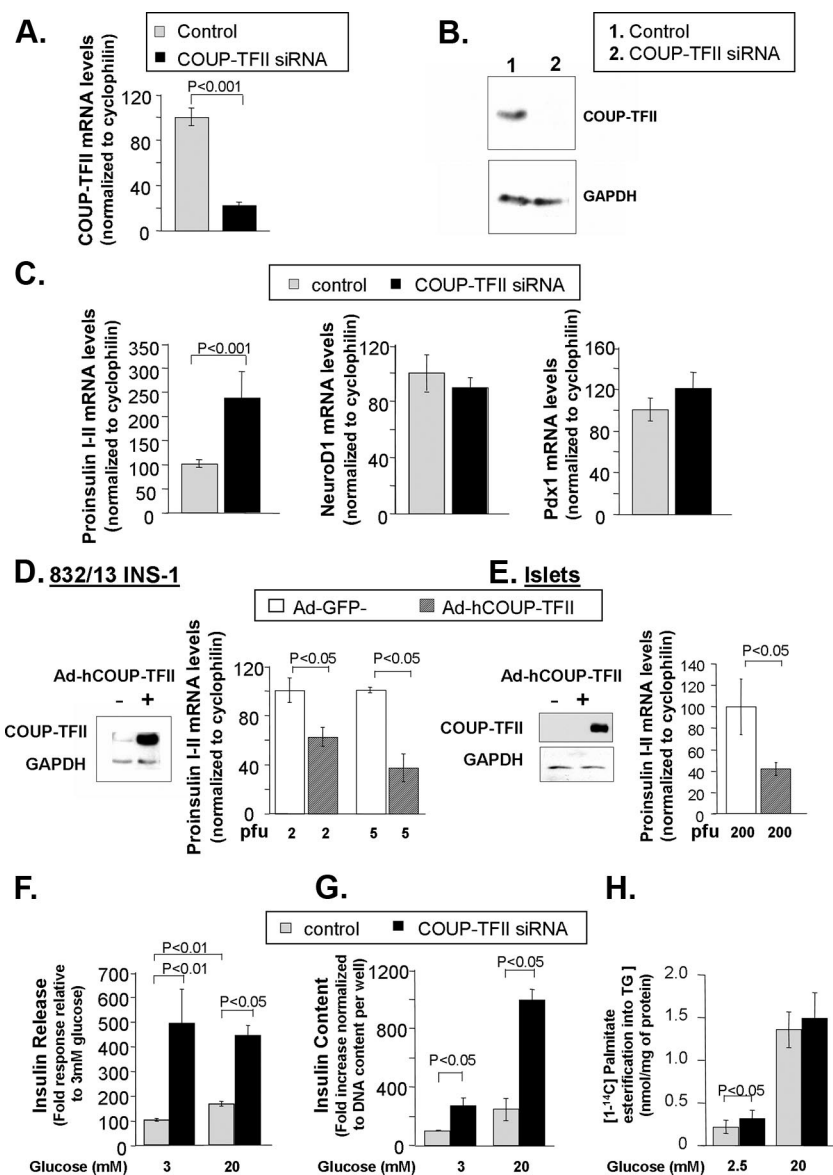 A.
Control
COUP-TFII siRNA
P<0.001
COUP-TFII mRNA levels
(normalized to cyclophilin)
120
80
40
0
B.
1. Control
2. COUP-TFII siRNA
1 2
COUP-TFII
GAPDH
C.
control COUP-TFII siRNA
Proinsulin I-II mRNA levels
(normalized to cyclophilin)
350
300
250
200
150
100
50
0
P<0.001
NeuroD1 mRNA levels
(normalized to cyclophilin)
120
80
40
0
Pdx1 mRNA levels
(normalized to cyclophilin)
160
120
80
40
0
D. 832/13 INS-1
E. Islets
Ad-GFP- Ad-hCOUP-TFII
Ad-hCOUP-TFII
- +
COUP-TFII
GAPDH
Proinsulin I-II mRNA levels
(normalized to cyclophilin)
120
80
40
0
P<0.05 P<0.05
pfu 2 2 5 5
Ad-hCOUP-TFII
- +
COUP-TFII
GAPDH
Proinsulin I-II mRNA levels
(normalized to cyclophilin)
140
120
100
80
60
40
20
0
P<0.05
pfu 200 200
F.
G.
H.
control COUP-TFII siRNA
Insulin Release
(Fold response relative
to 3mM glucose)
700
600
500
400
300
200
100
0
P<0.01
P<0.01
P<0.05
Glucose (mM) 3 20
Insulin Content
(Fold increase normalized
to DNA content per well)
1200
800
400
0
P<0.05
P<0.05
Glucose (mM) 3 20
[1-¹⁴C] Palmitate
esterification into TG ]
(nmol/mg of protein)
2.0
1.5
1.0
0.5
0
P<0.05
Glucose (mM) 2.5 20